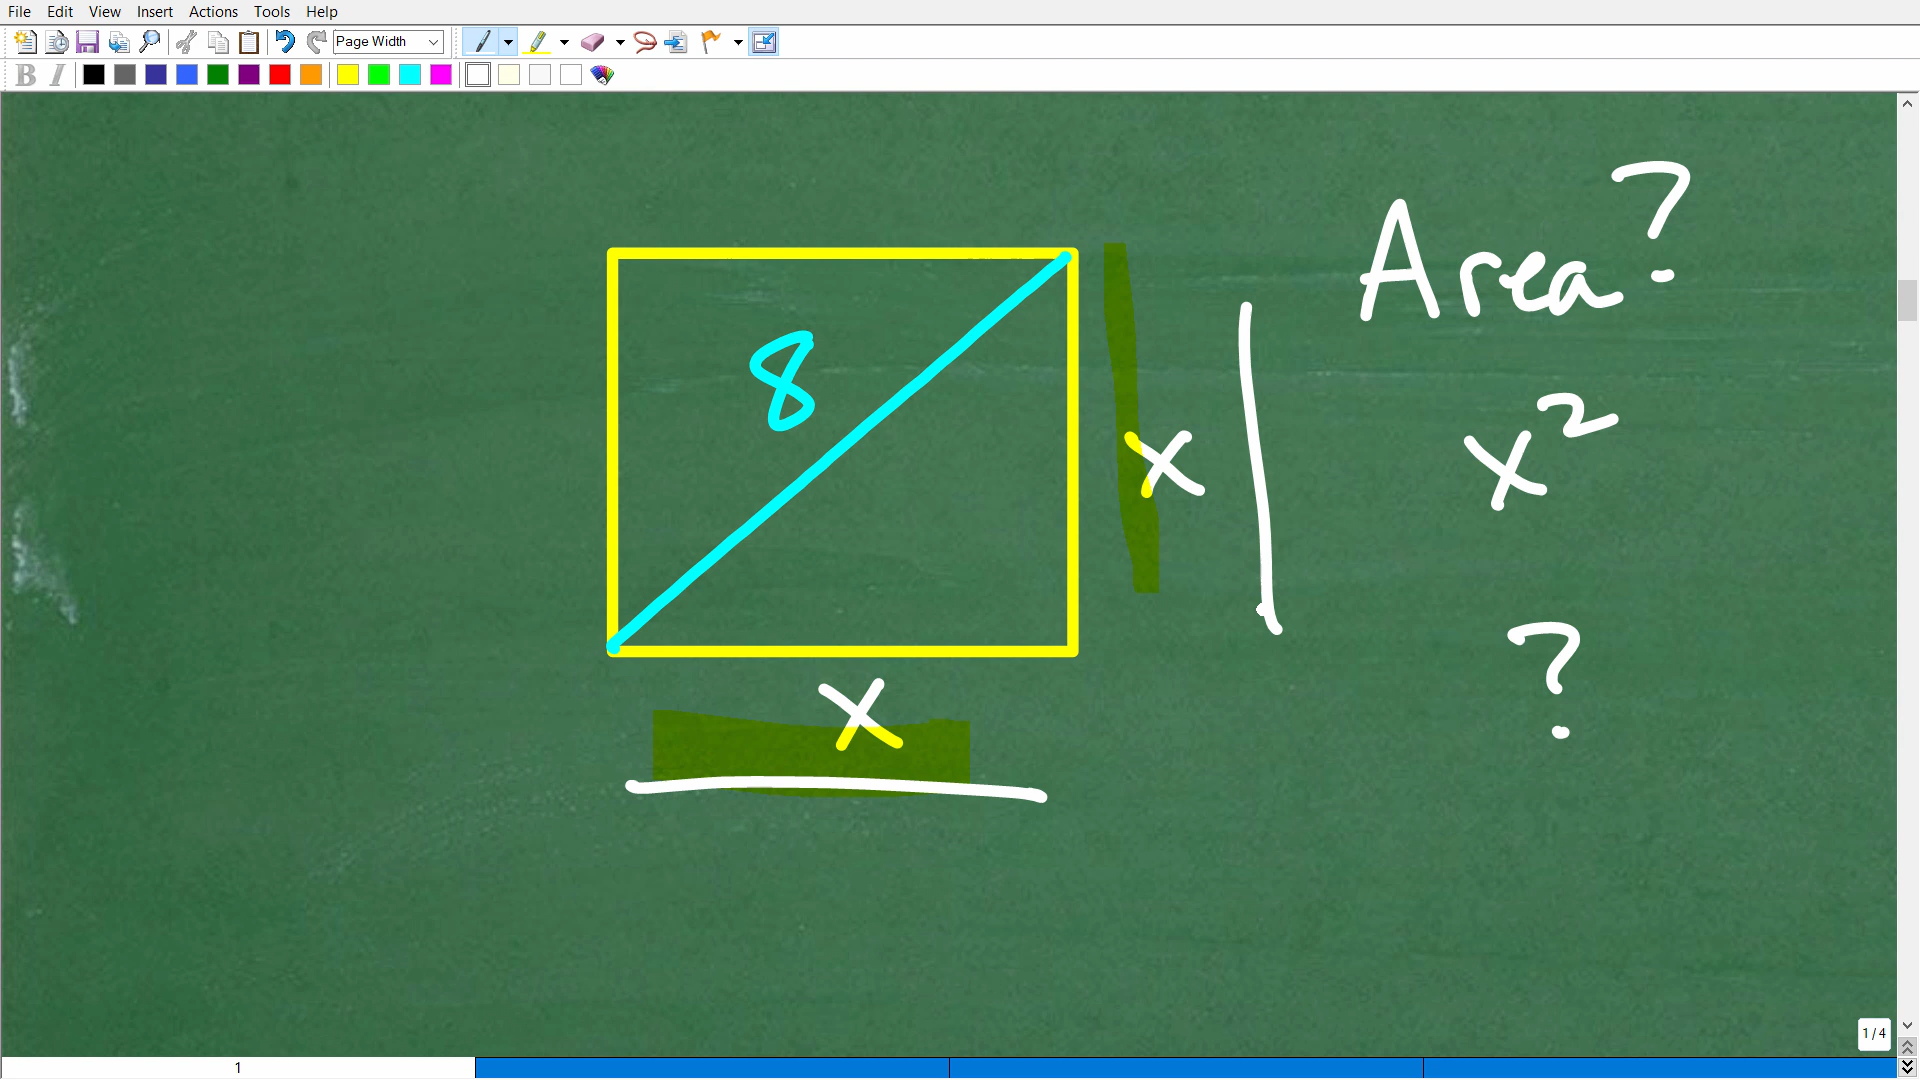 File Edit View Insert Actions Tools Help
Page Width
B I
Area?
8
x
x²
x
?
1 / 4
1